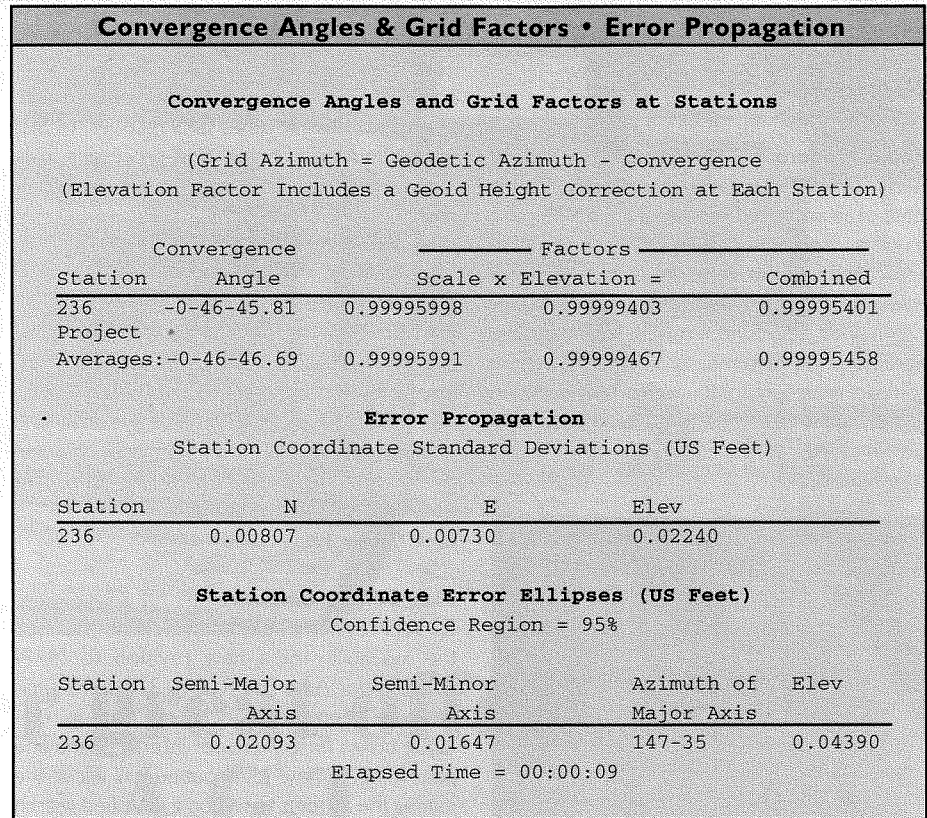 Convergence Angles & Grid Factors • Error Propagation
Convergence Angles and Grid Factors at Stations
(Grid Azimuth = Geodetic Azimuth - Convergence
(Elevation Factor Includes a Geoid Height Correction at Each Station)
Convergence Factors
Station Angle Scale x Elevation = Combined
236 -0-46-45.81 0.99995998 0.99999403 0.99995401
Project
Averages:-0-46-46.69 0.99995991 0.99999467 0.99995458
Error Propagation
Station Coordinate Standard Deviations (US Feet)
Station N E Elev
236 0.00807 0.00730 0.02240
Station Coordinate Error Ellipses (US Feet)
Confidence Region = 95%
Station Semi-Major Semi-Minor Azimuth of Elev
Axis Axis Major Axis
236 0.02093 0.01647 147-35 0.04390
Elapsed Time = 00:00:09